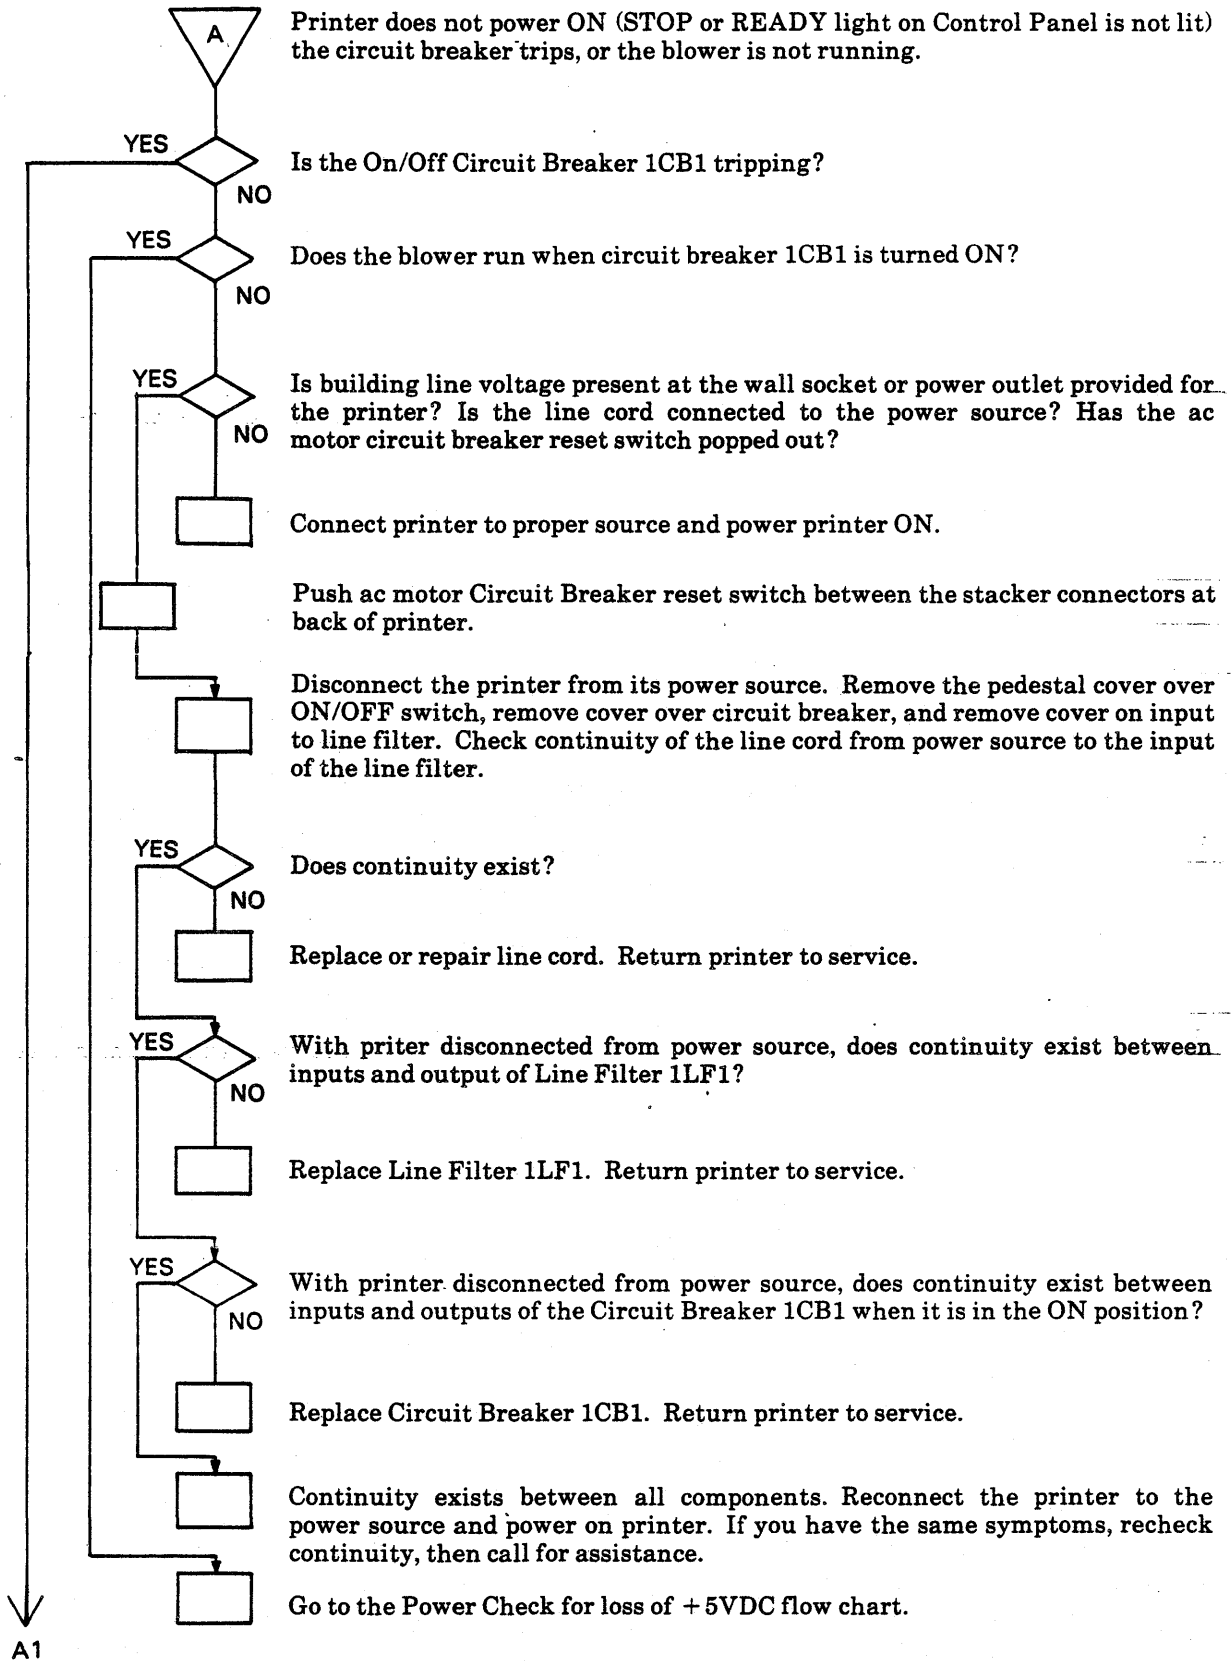 A
Printer does not power ON (STOP or READY light on Control Panel is not lit)
the circuit breaker trips, or the blower is not running.
YES
Is the On/Off Circuit Breaker 1CB1 tripping?
NO
YES
Does the blower run when circuit breaker 1CB1 is turned ON?
NO
YES
Is building line voltage present at the wall socket or power outlet provided for
the printer? Is the line cord connected to the power source? Has the ac
NO
motor circuit breaker reset switch popped out?
Connect printer to proper source and power printer ON.
Push ac motor Circuit Breaker reset switch between the stacker connectors at
back of printer.
Disconnect the printer from its power source. Remove the pedestal cover over
ON/OFF switch, remove cover over circuit breaker, and remove cover on input
to line filter. Check continuity of the line cord from power source to the input
of the line filter.
YES
Does continuity exist?
NO
Replace or repair line cord. Return printer to service.
YES
With priter disconnected from power source, does continuity exist between
inputs and output of Line Filter 1LF1?
NO
Replace Line Filter 1LF1. Return printer to service.
YES
With printer disconnected from power source, does continuity exist between
inputs and outputs of the Circuit Breaker 1CB1 when it is in the ON position?
NO
Replace Circuit Breaker 1CB1. Return printer to service.
Continuity exists between all components. Reconnect the printer to the
power source and power on printer. If you have the same symptoms, recheck
continuity, then call for assistance.
Go to the Power Check for loss of +5VDC flow chart.
A1